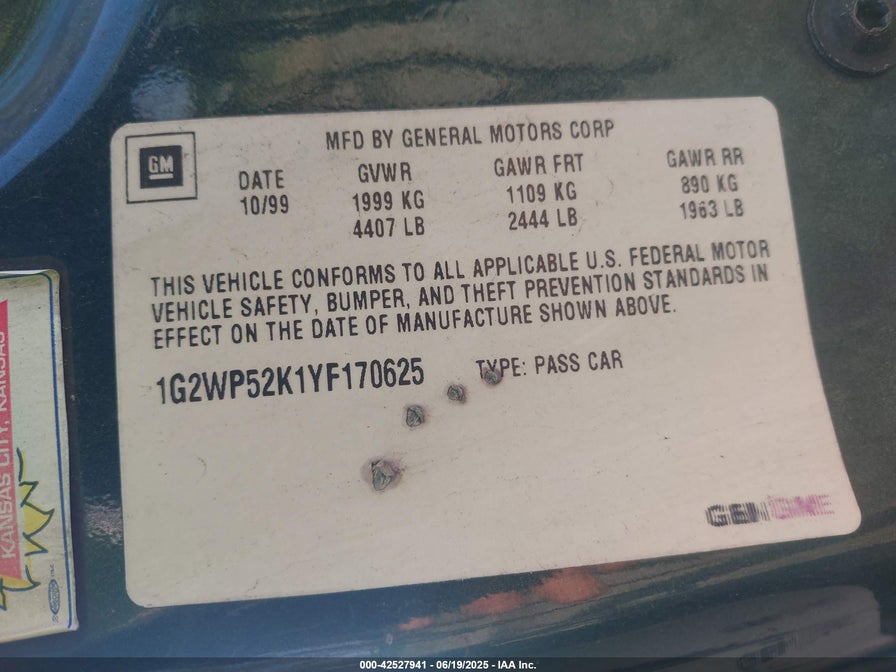 MFD BY GENERAL MOTORS CORP
GM
DATE GVWR GAWR FRT GAWR RR
10/99 1999 KG 1109 KG 890 KG
4407 LB 2444 LB 1963 LB
THIS VEHICLE CONFORMS TO ALL APPLICABLE U.S. FEDERAL MOTOR
VEHICLE SAFETY, BUMPER, AND THEFT PREVENTION STANDARDS IN
EFFECT ON THE DATE OF MANUFACTURE SHOWN ABOVE.
1G2WP52K1YF170625 TYPE: PASS CAR
KANSAS CITY, KANSAS
000-42527941 - 06/19/2025 - IAA Inc.